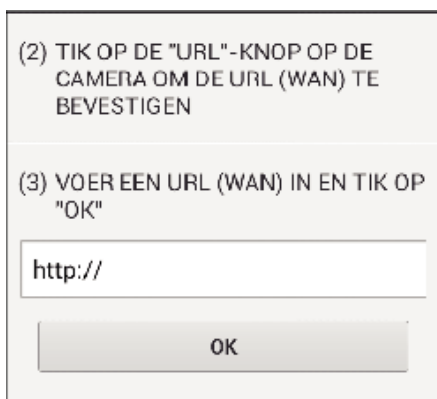 (2) TIK OP DE "URL"-KNOP OP DE
CAMERA OM DE URL (WAN) TE
BEVESTIGEN
(3) VOER EEN URL (WAN) IN EN TIK OP
"OK"
http://
OK